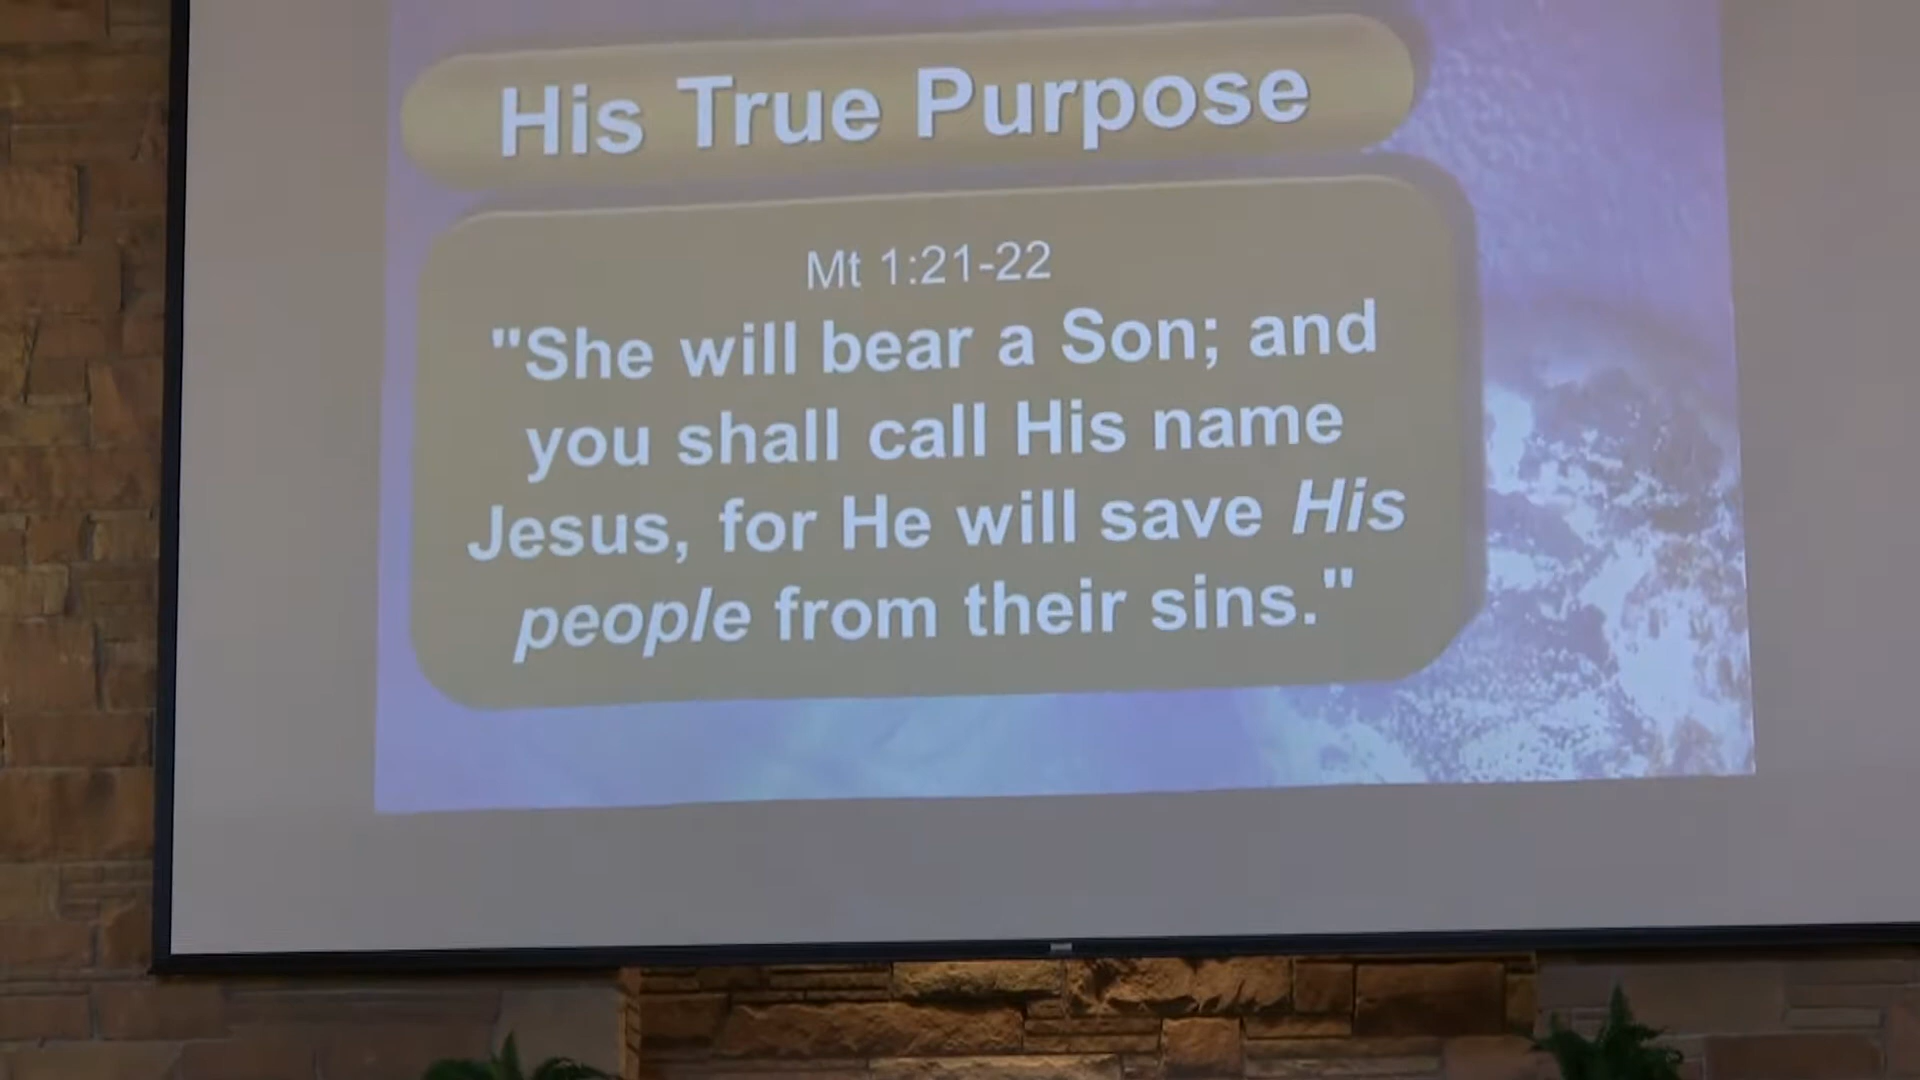 His True Purpose
Mt 1:21-22
"She will bear a Son; and
you shall call His name
Jesus, for He will save His
people from their sins."